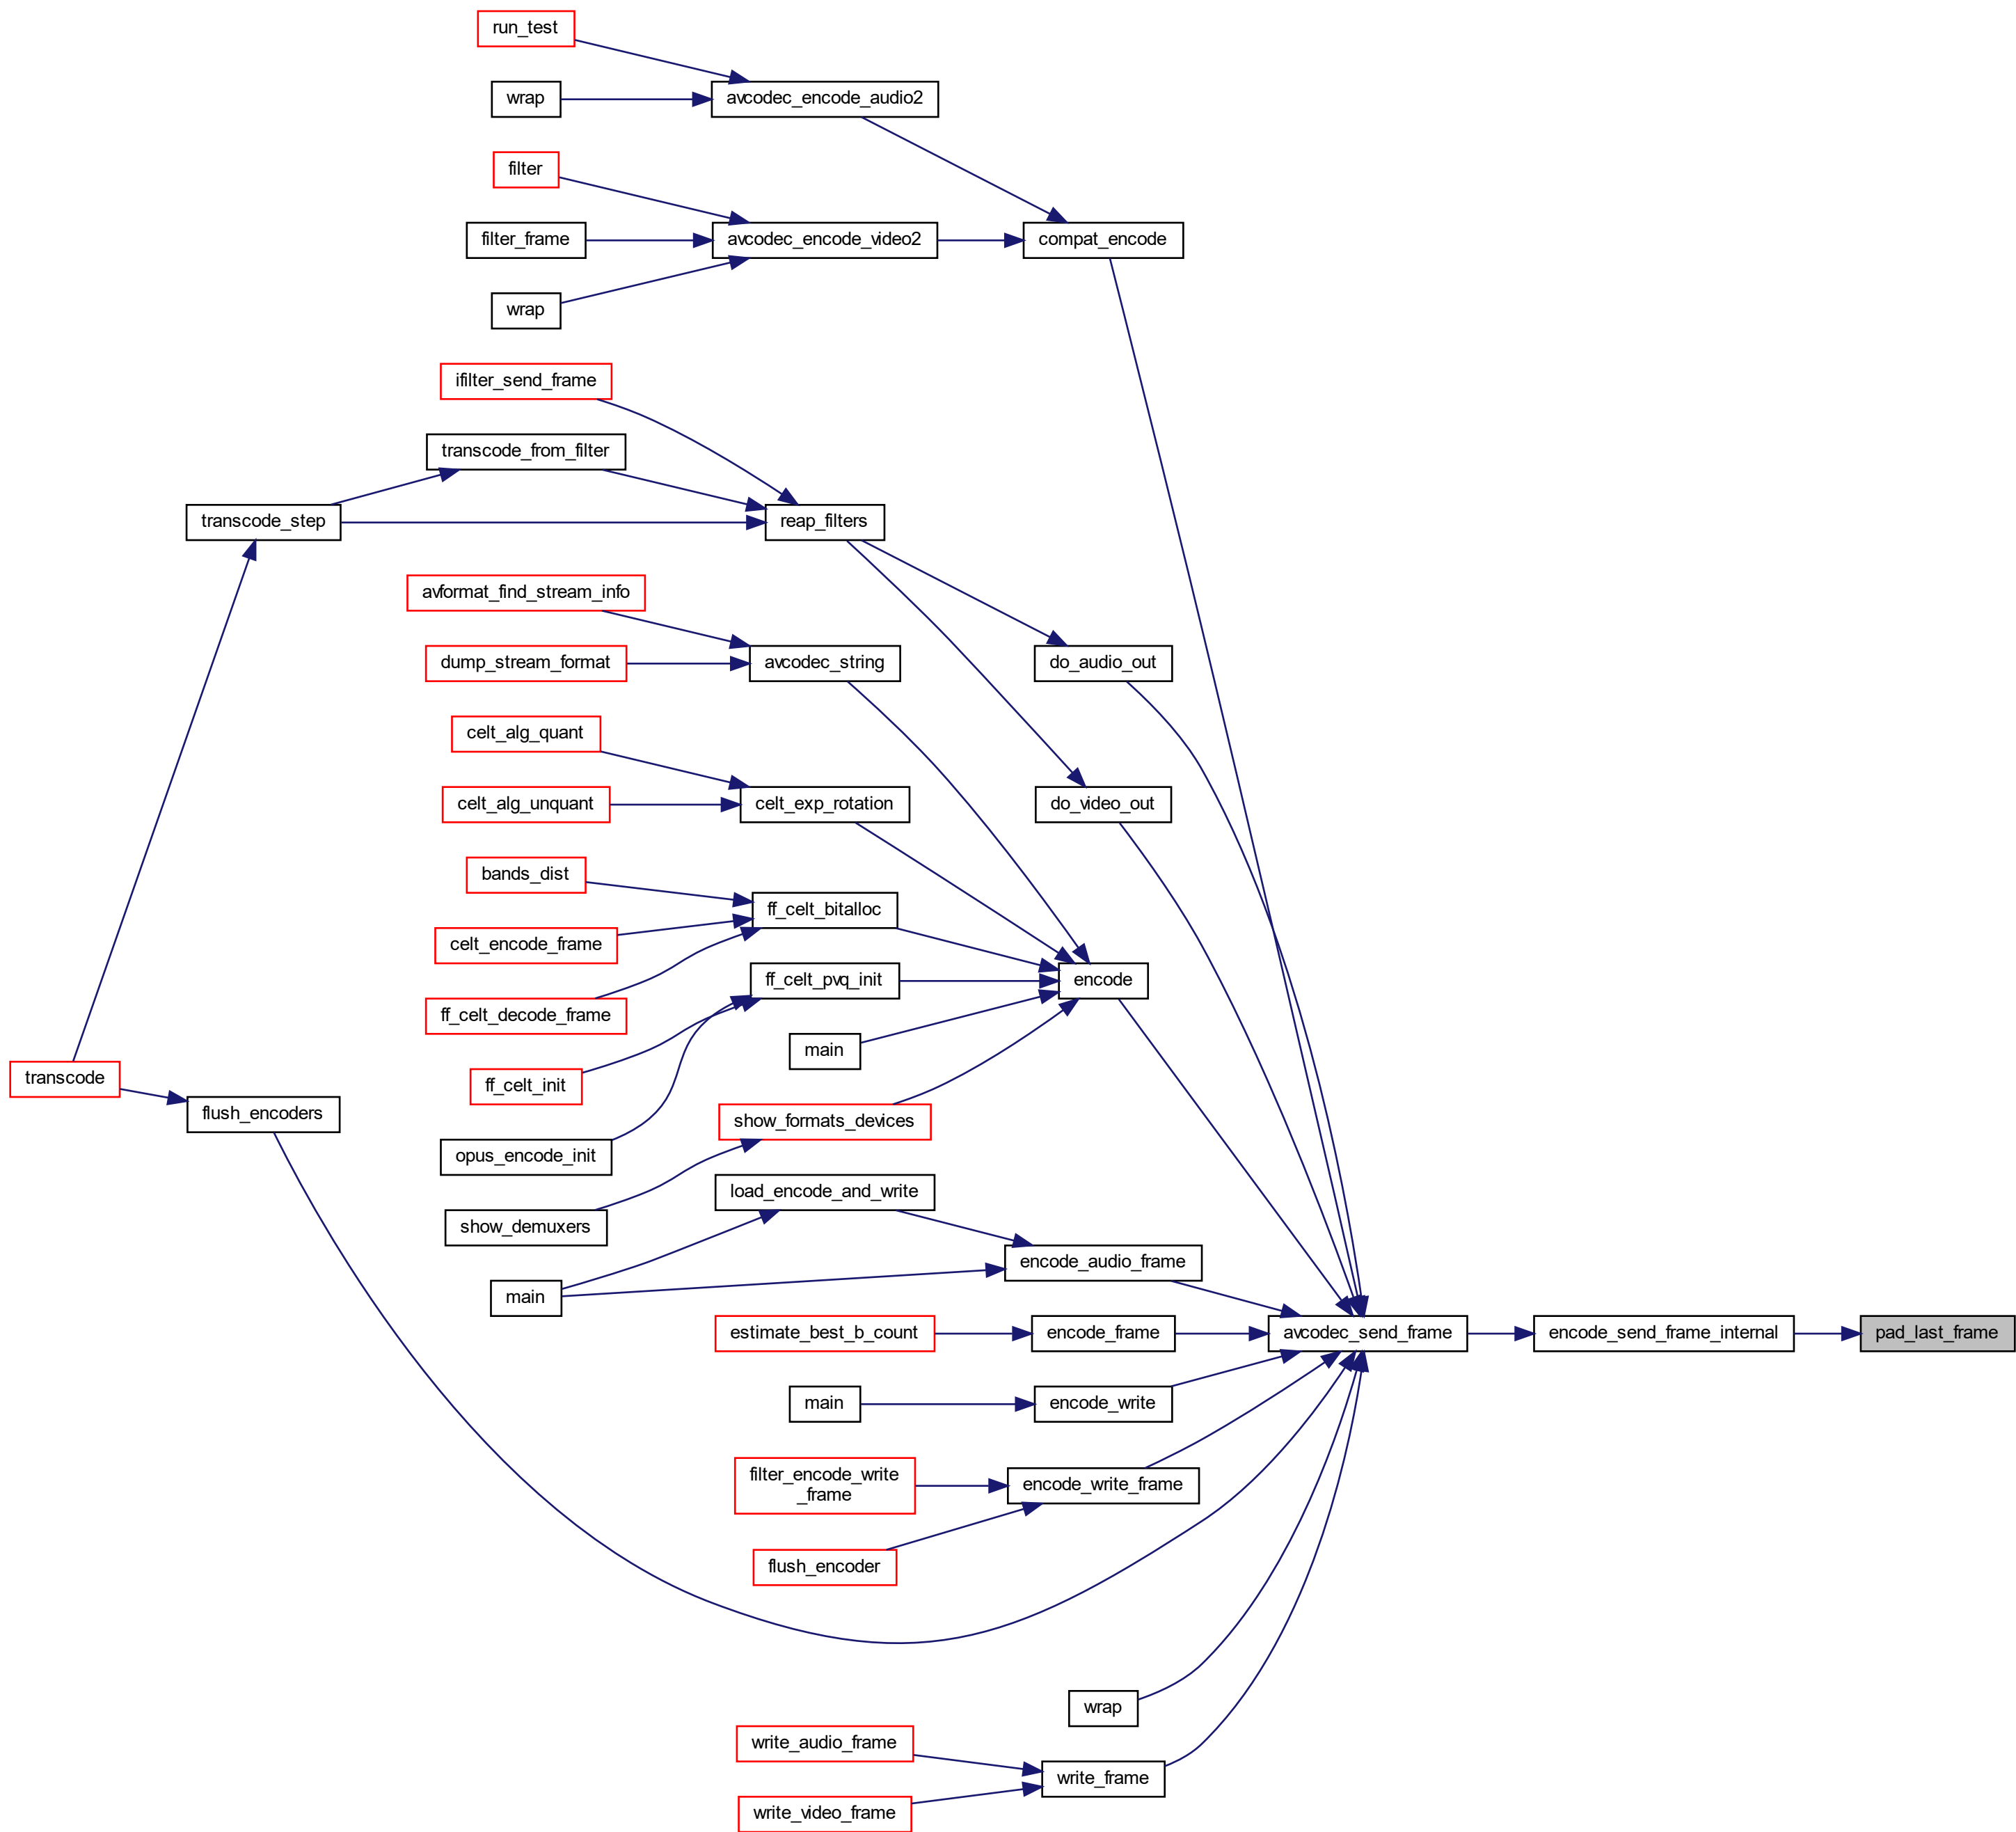 run_test
wrap
avcodec_encode_audio2
filter
filter_frame
avcodec_encode_video2
compat_encode
wrap
ifilter_send_frame
transcode_from_filter
transcode_step
reap_filters
avformat_find_stream_info
dump_stream_format
avcodec_string
do_audio_out
celt_alg_quant
celt_alg_unquant
celt_exp_rotation
do_video_out
bands_dist
ff_celt_bitalloc
celt_encode_frame
ff_celt_pvq_init
encode
ff_celt_decode_frame
main
transcode
ff_celt_init
flush_encoders
show_formats_devices
opus_encode_init
load_encode_and_write
show_demuxers
encode_audio_frame
main
estimate_best_b_count
encode_frame
avcodec_send_frame
encode_send_frame_internal
pad_last_frame
main
encode_write
filter_encode_write
_frame
encode_write_frame
flush_encoder
wrap
write_audio_frame
write_frame
write_video_frame